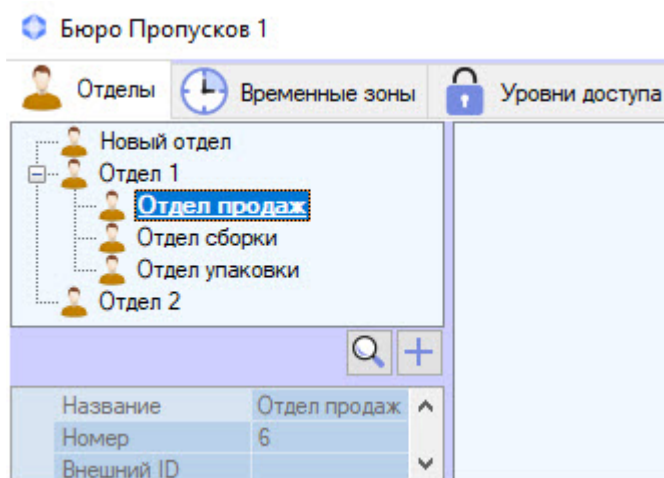 Бюро Пропусков 1
Отделы Временные зоны Уровни доступа
Новый отдел
Отдел 1
Отдел продаж
Отдел сборки
Отдел упаковки
Отдел 2
Название Отдел продаж
Номер 6
Внешний ID